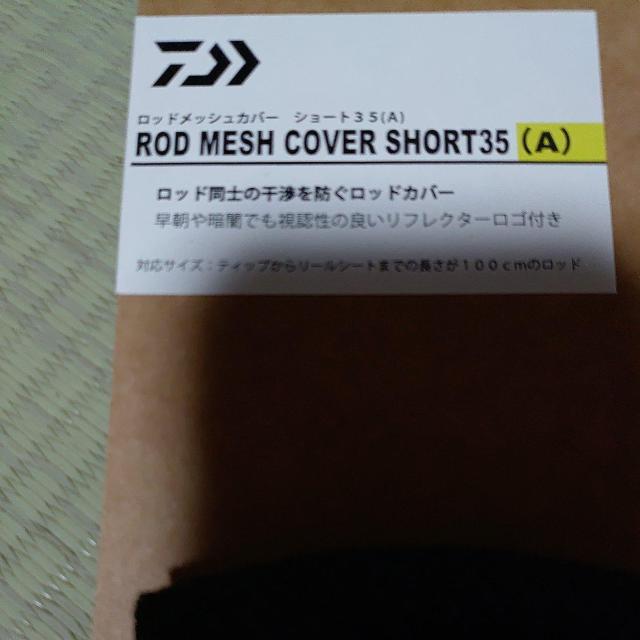 ロッドメッシュカバー ショート35(A)
ROD MESH COVER SHORT35 (A)
ロッド同士の干渉を防ぐロッドカバー
早朝や暗闇でも視認性の良いリフレクターロゴ付き
対応サイズ：ティップからリールシートまでの長さが100cmのロッド